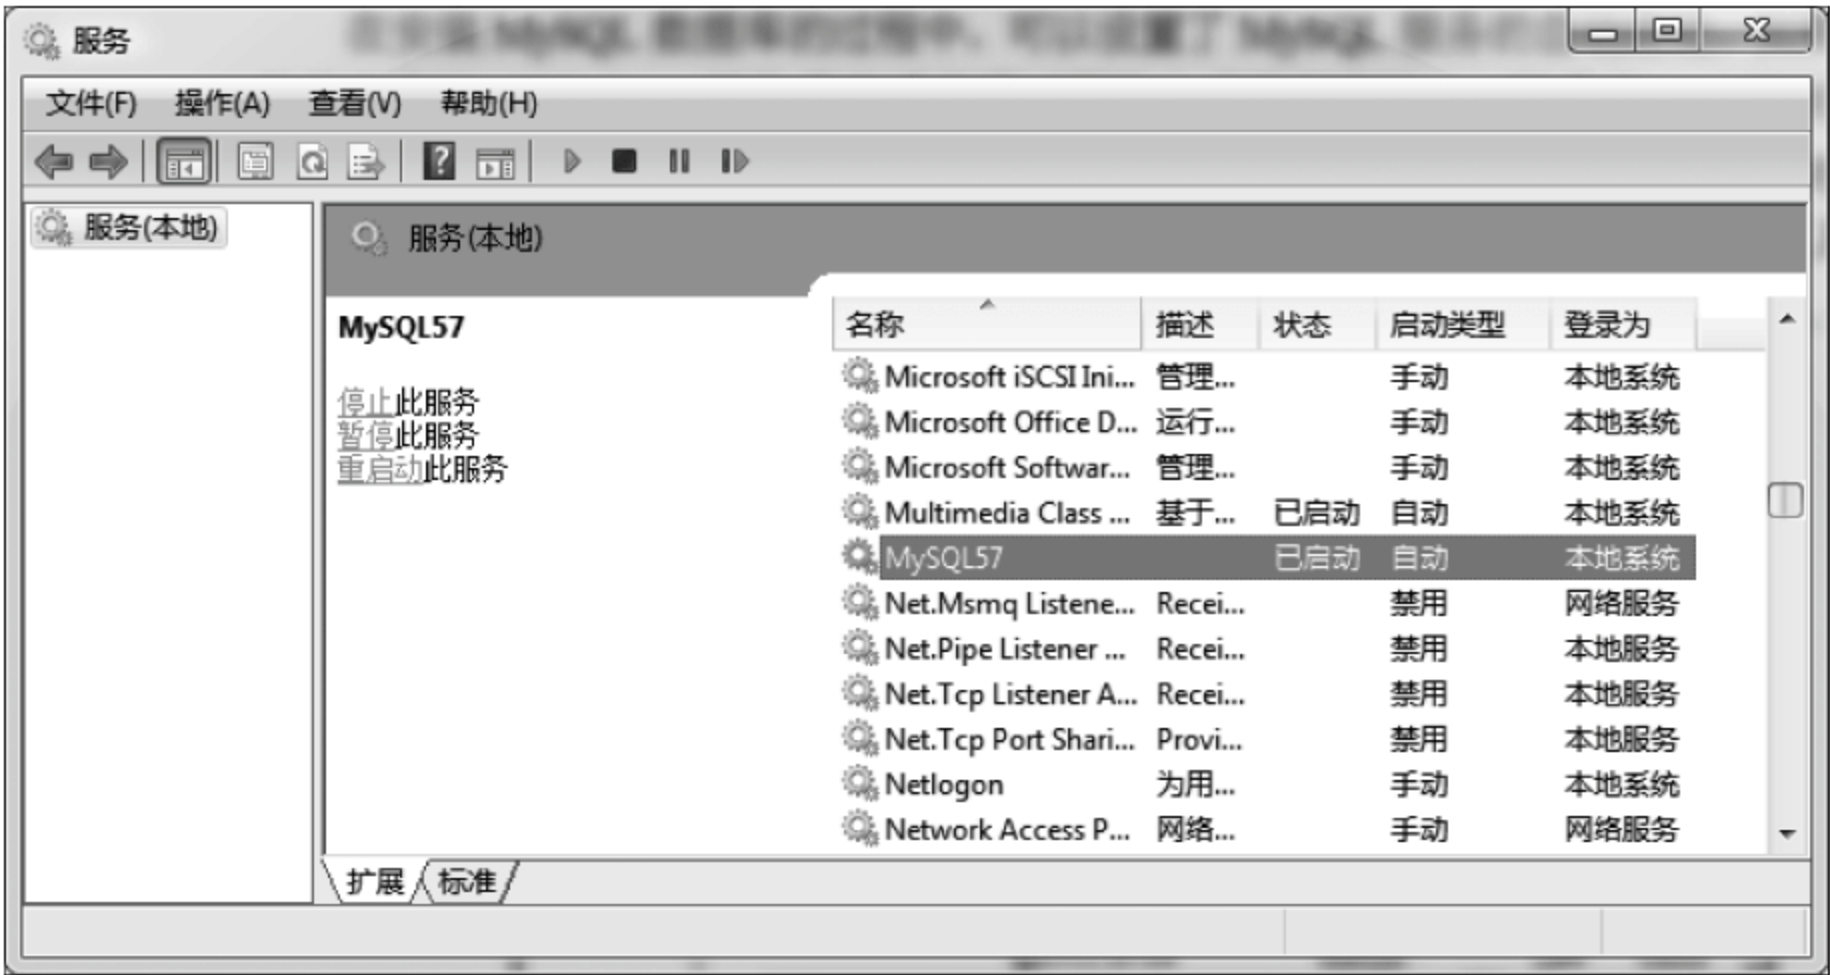 服务
文件(F) 操作(A) 查看(V) 帮助(H)
服务(本地)
服务(本地)
MySQL57
停止此服务
暂停此服务
重启动此服务
名称 描述 状态 启动类型 登录为
Microsoft iSCSI Ini... 管理... 手动 本地系统
Microsoft Office D... 运行... 手动 本地系统
Microsoft Softwar... 管理... 手动 本地系统
Multimedia Class ... 基于... 已启动 自动 本地系统
MySQL57 已启动 自动 本地系统
Net.Msmq Listene... Recei... 禁用 网络服务
Net.Pipe Listener ... Recei... 禁用 本地服务
Net.Tcp Listener A... Recei... 禁用 本地服务
Net.Tcp Port Shari... Provi... 禁用 本地服务
Netlogon 为用... 手动 本地系统
Network Access P... 网络... 手动 网络服务
扩展 标准